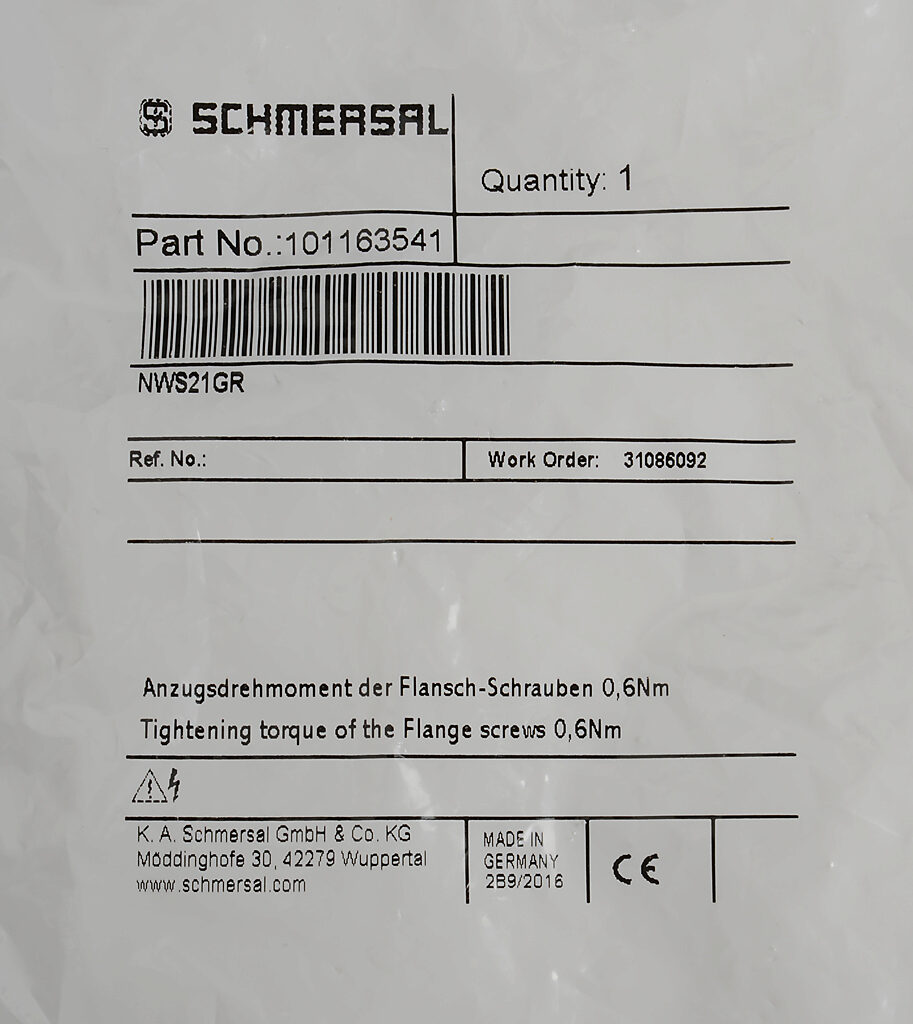 SCHMERSAL
Quantity: 1
Part No.:101163541
NWS21GR
Ref. No.:
Work Order: 31086092
Anzugsdrehmoment der Flansch-Schrauben 0,6Nm
Tightening torque of the Flange screws 0,6Nm
K. A. Schmersal GmbH & Co. KG
Möddinghofe 30, 42279 Wuppertal
www.schmersal.com
MADE IN
GERMANY
2B9/2016
CE